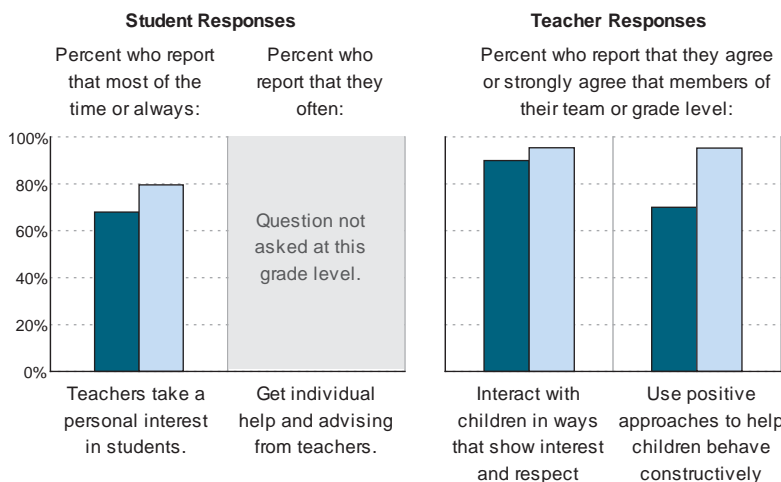 Student Responses
Percent who report
that most of the
time or always:
Percent who
report that they
often:
100%
80%
60%
40%
20%
0%
Question not
asked at this
grade level.
Teachers take a
personal interest
in students.
Get individual
help and advising
from teachers.
Teacher Responses
Percent who report that they agree
or strongly agree that members of
their team or grade level:
Interact with
children in ways
that show interest
and respect
Use positive
approaches to help
children behave
constructively